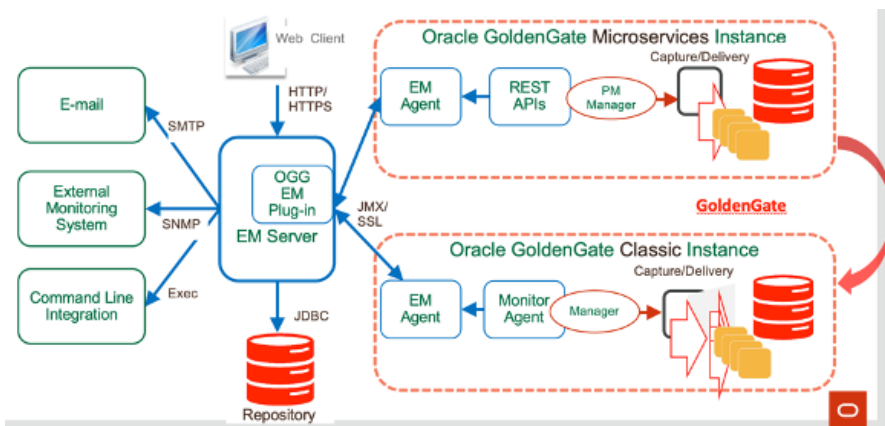 Web Client
HTTP/
HTTPS
E-mail
SMTP
External
Monitoring
System
SNMP
Command Line
Integration
Exec
OGG
EM
Plug-in
EM Server
JMX/
SSL
JDBC
Repository
Oracle GoldenGate Microservices Instance
Capture/Delivery
EM
Agent
REST
APIs
PM
Manager
GoldenGate
Oracle GoldenGate Classic Instance
Capture/Delivery
EM
Agent
Monitor
Agent
Manager